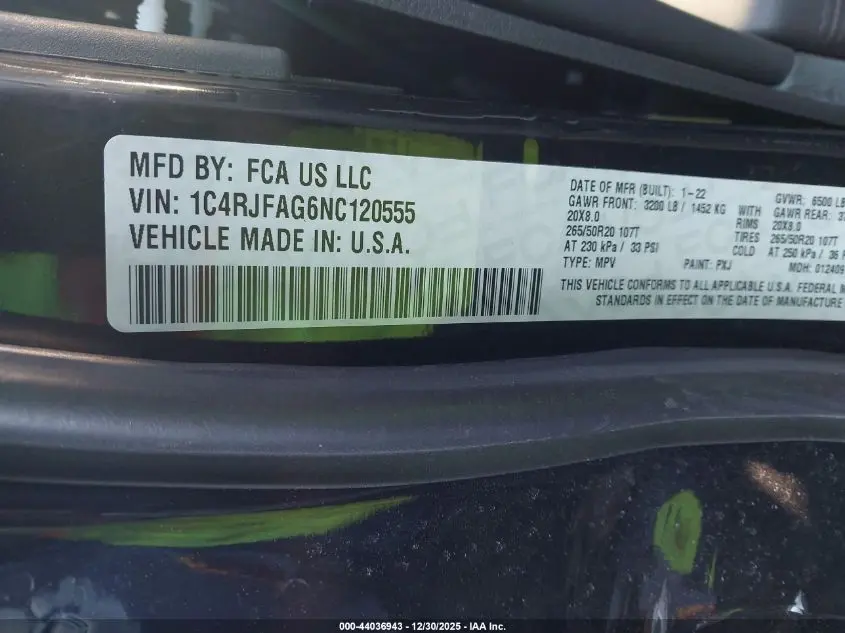 MFD BY: FCA US LLC
VIN: 1C4RJFAG6NC120555
VEHICLE MADE IN: U.S.A.
DATE OF MFR (BUILT): 1-22
GVWR: 6500 LB
GAWR FRONT: 3200 LB / 1452 KG WITH GAWR REAR:
20X8.0 RIMS 20X8.0
265/50R20 107T TIRES 265/50R20 107T
AT 230 kPa / 33 PSI COLD AT 250 kPa / 36
TYPE: MPV PAINT: PXJ MDH: 012409
THIS VEHICLE CONFORMS TO ALL APPLICABLE U.S.A. FEDERAL
STANDARDS IN EFFECT ON THE DATE OF MANUFACTURE
000-44036943 — 12/30/2025 — IAA Inc.